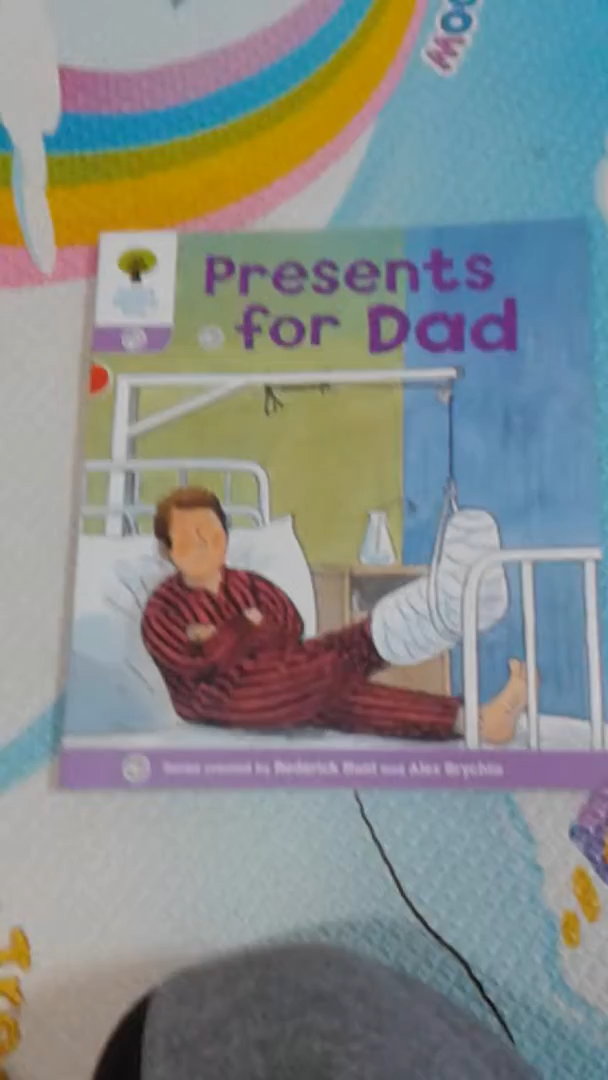 Presents
for Dad
Series created by Roderick Hunt and Alex Brychta